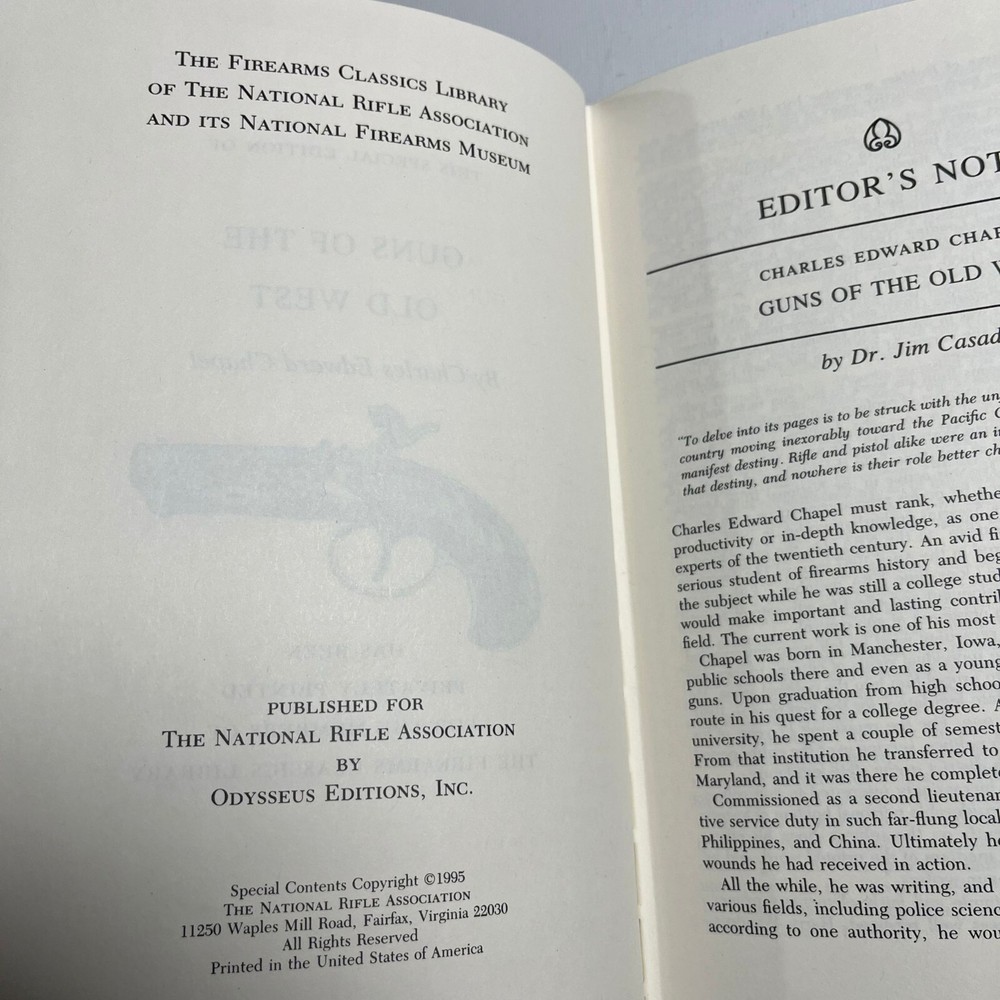 THE FIREARMS CLASSICS LIBRARY
OF THE NATIONAL RIFLE ASSOCIATION
AND ITS NATIONAL FIREARMS MUSEUM
GUNS OF THE
OLD WEST
By Charles Edward Chapel
PUBLISHED FOR
THE NATIONAL RIFLE ASSOCIATION
BY
ODYSSEUS EDITIONS, INC.
Special Contents Copyright ©1995
THE NATIONAL RIFLE ASSOCIATION
11250 Waples Mill Road, Fairfax, Virginia 22030
All Rights Reserved
Printed in the United States of America
EDITOR'S NOT
CHARLES EDWARD CHAP
GUNS OF THE OLD W
by Dr. Jim Casad
"To delve into its pages is to be struck with the un
country moving inexorably toward the Pacific
manifest destiny. Rifle and pistol alike were an in
that destiny, and nowhere is their role better ch
Charles Edward Chapel must rank, whethe
productivity or in-depth knowledge, as one
experts of the twentieth century. An avid fi
serious student of firearms history and beg
the subject while he was still a college stud
would make important and lasting contrib
field. The current work is one of his most
Chapel was born in Manchester, Iowa,
public schools there and even as a young
guns. Upon graduation from high schoo
route in his quest for a college degree. A
university, he spent a couple of semest
From that institution he transferred to
Maryland, and it was there he complete
Commissioned as a second lieutenan
tive service duty in such far-flung local
Philippines, and China. Ultimately he
wounds he had received in action.
All the while, he was writing, and
various fields, including police scienc
according to one authority, he wou